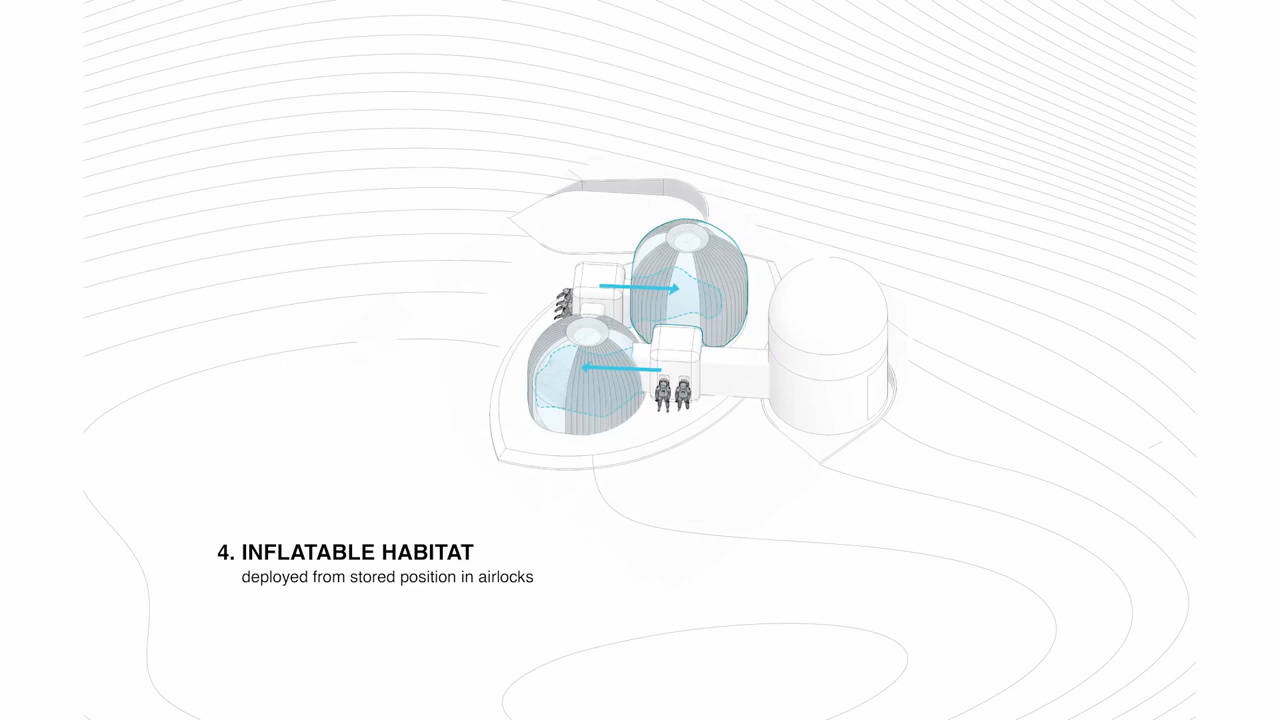 4. INFLATABLE HABITAT
deployed from stored position in airlocks